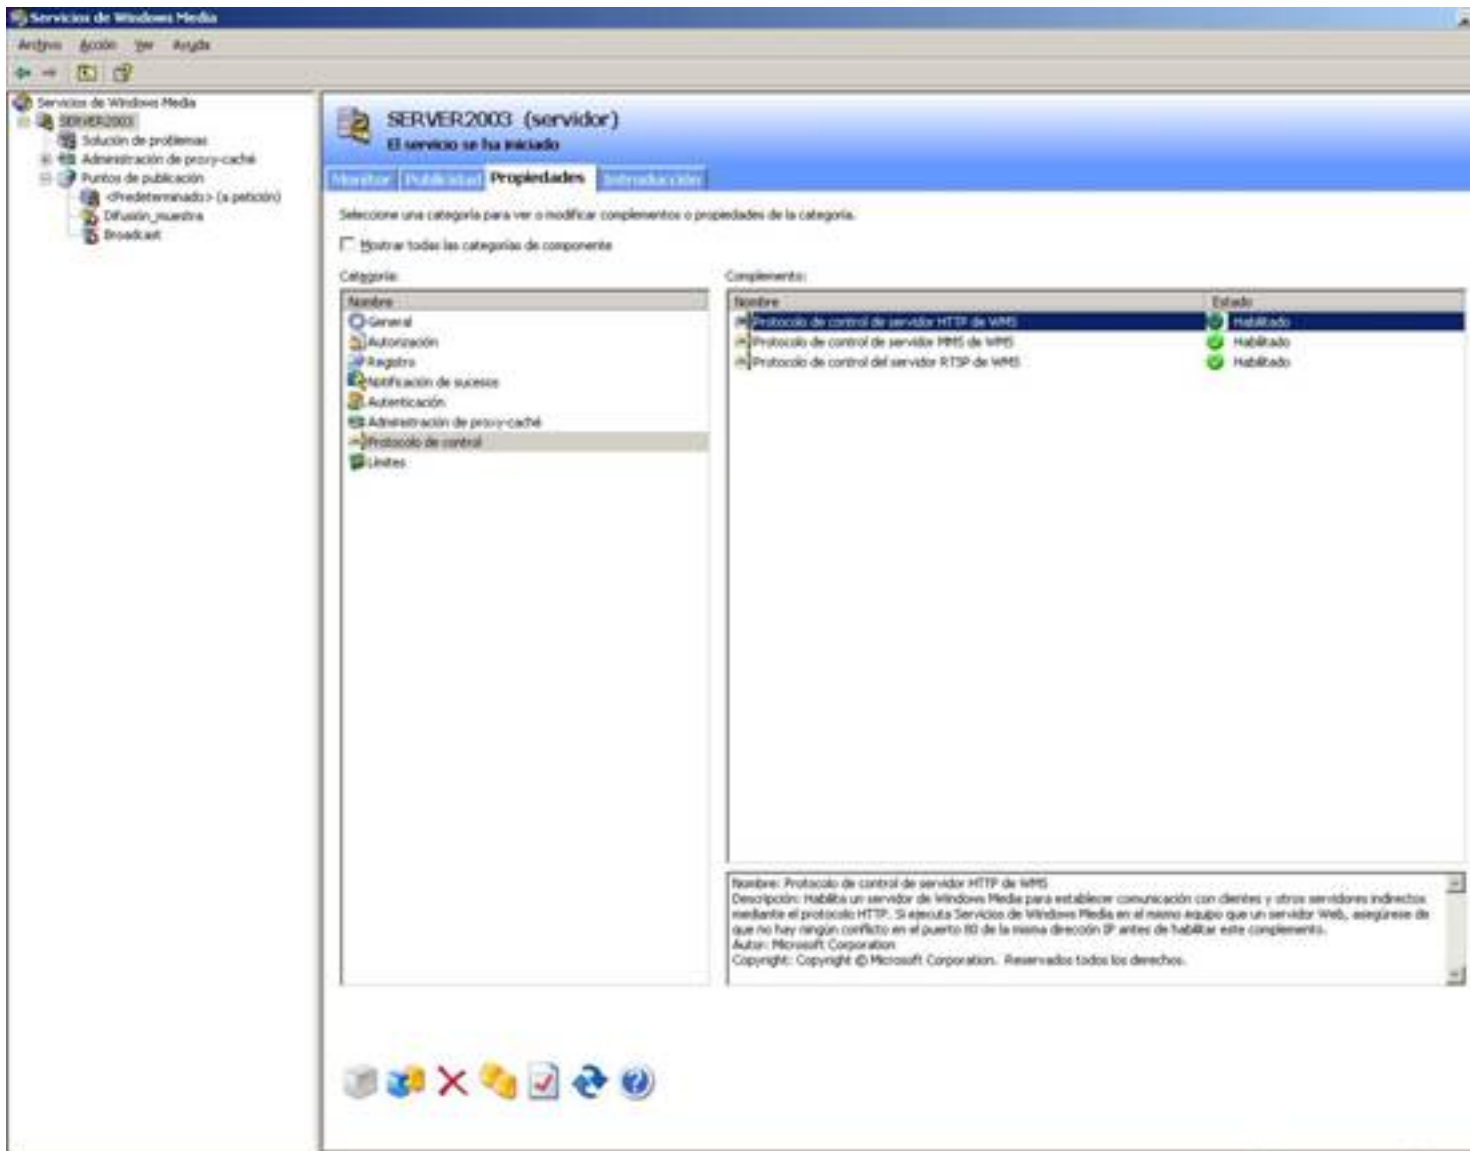 Servicios de Windows Media
Archivo Acción Ver Ayuda
Servicios de Windows Media
SERVER2003
Solución de problemas
Administración de proxy-caché
Puntos de publicación
<Predeterminado> (a petición)
Difusión_muestra
Broadcast
SERVER2003 (servidor)
El servicio se ha iniciado
Monitor Publicidad Propiedades Introducción
Seleccione una categoría para ver o modificar complementos o propiedades de la categoría.
Mostrar todas las categorías de componente
Categoría:
Nombre
General
Autorización
Registro
Notificación de sucesos
Autenticación
Administración de proxy-caché
Protocolo de control
Límites
Complemento:
Nombre Estado
Protocolo de control de servidor HTTP de WMS Habilitado
Protocolo de control de servidor MMS de WMS Habilitado
Protocolo de control del servidor RTSP de WMS Habilitado
Nombre: Protocolo de control de servidor HTTP de WMS
Descripción: Habilita un servidor de Windows Media para establecer comunicación con clientes y otros servidores indirectos
mediante el protocolo HTTP. Si ejecuta Servicios de Windows Media en el mismo equipo que un servidor Web, asegúrese de
que no hay ningún conflicto en el puerto 80 de la misma dirección IP antes de habilitar este complemento.
Autor: Microsoft Corporation
Copyright: Copyright © Microsoft Corporation. Reservados todos los derechos.